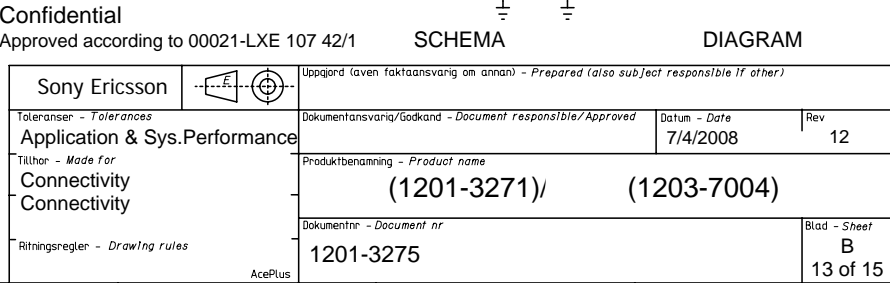 Confidential
Approved according to 00021-LXE 107 42/1 SCHEMA DIAGRAM
Sony Ericsson E Uppgjord (aven faktaansvarig om annan) - Prepared (also subject responsible if other)
Toleranser - Tolerances Dokumentansvarig/Godkand - Document responsible/Approved Datum - Date Rev
Application & Sys.Performance 7/4/2008 12
Tillhor - Made for Produktbenamning - Product name
Connectivity (1201-3271)/ (1203-7004)
Connectivity
Dokumentnr - Document nr Blad - Sheet
Ritningsregler - Drawing rules 1201-3275 B
AcePlus 13 of 15